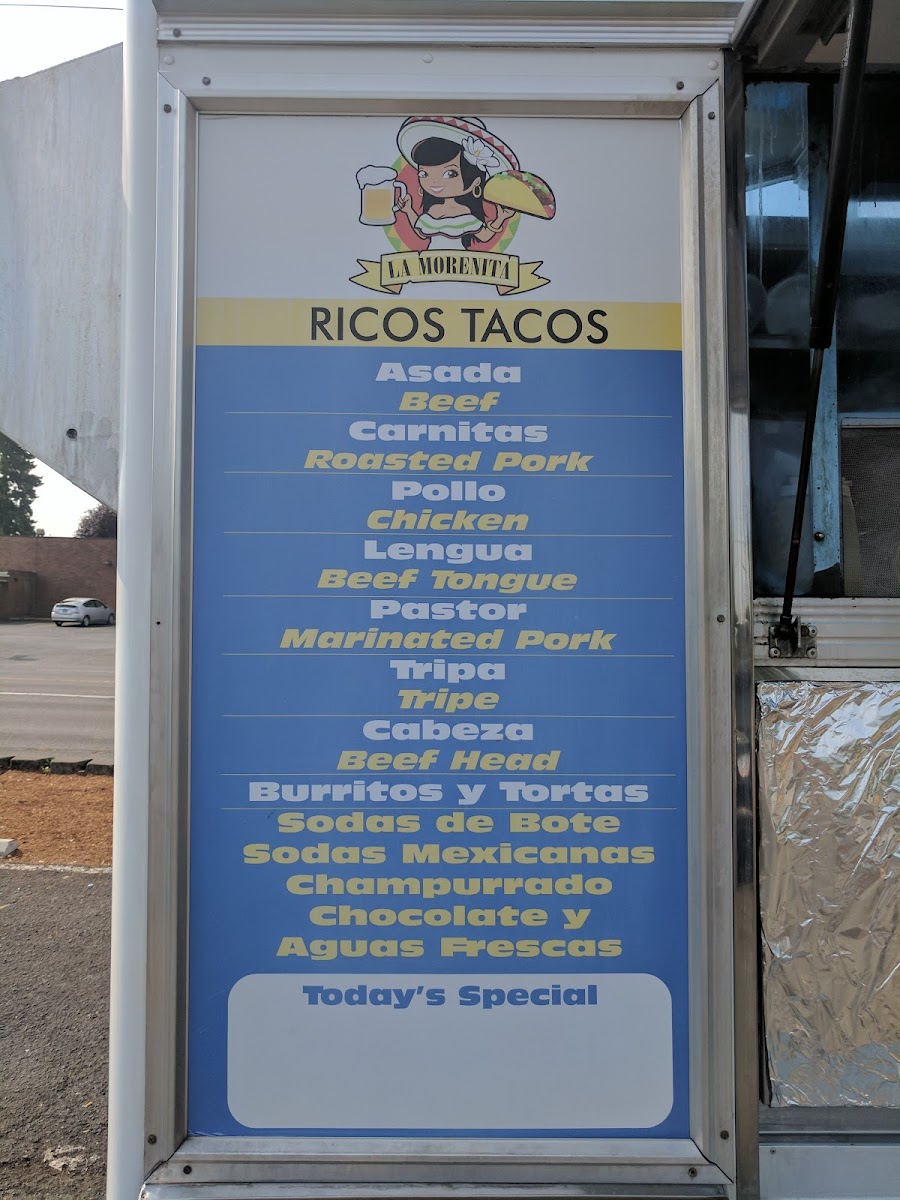 LA MORENITA
RICOS TACOS
Asada
Beef
Carnitas
Roasted Pork
Pollo
Chicken
Lengua
Beef Tongue
Pastor
Marinated Pork
Tripa
Tripe
Cabeza
Beef Head
Burritos y Tortas
Sodas de Bote
Sodas Mexicanas
Champurrado
Chocolate y
Aguas Frescas
Today's Special